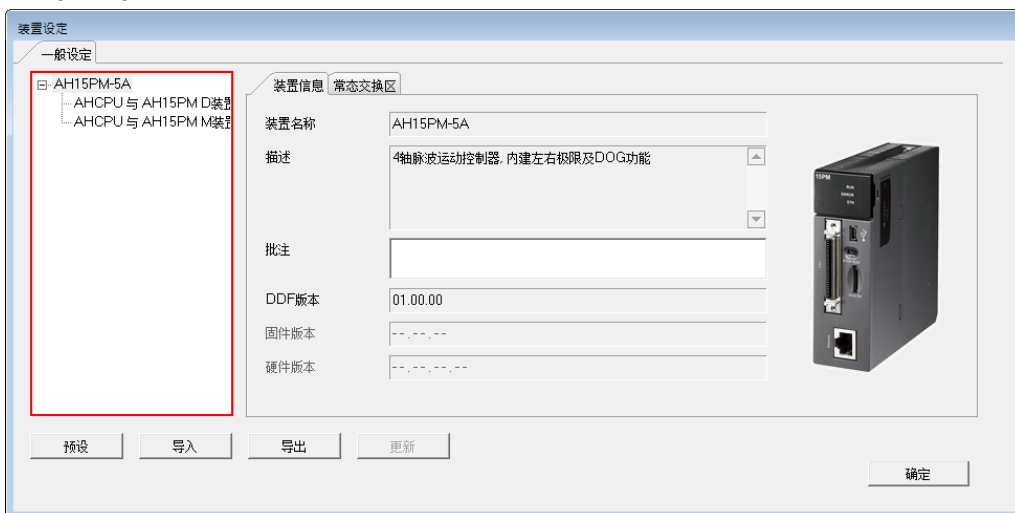 装置设定
一般设定
AH15PM-5A
AHCPU 与 AH15PM D装
AHCPU 与 AH15PM M装
装置信息 常态交换区
装置名称 AH15PM-5A
描述 4轴脉波运动控制器, 内建左右极限及DOG功能
批注
DDF版本 01.00.00
固件版本 --.--.--
硬件版本 --.--.--.--
15PM
RUN
ERROR
ETH
预设 导入 导出 更新
确定